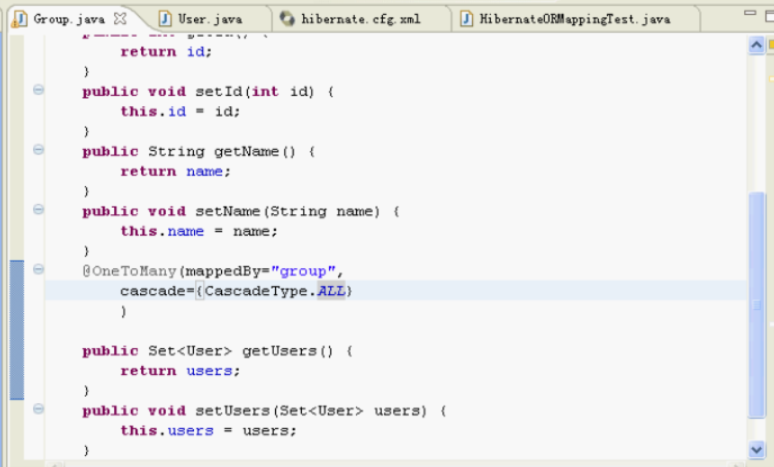 Group.java
User.java
hibernate.cfg.xml
HibernateORMappingTest.java
return id;
}
public void setId(int id) {
this.id = id;
}
public String getName() {
return name;
}
public void setName(String name) {
this.name = name;
}
@OneToMany(mappedBy="group",
cascade={CascadeType.ALL}
)
public Set<User> getUsers() {
return users;
}
public void setUsers(Set<User> users) {
this.users = users;
}